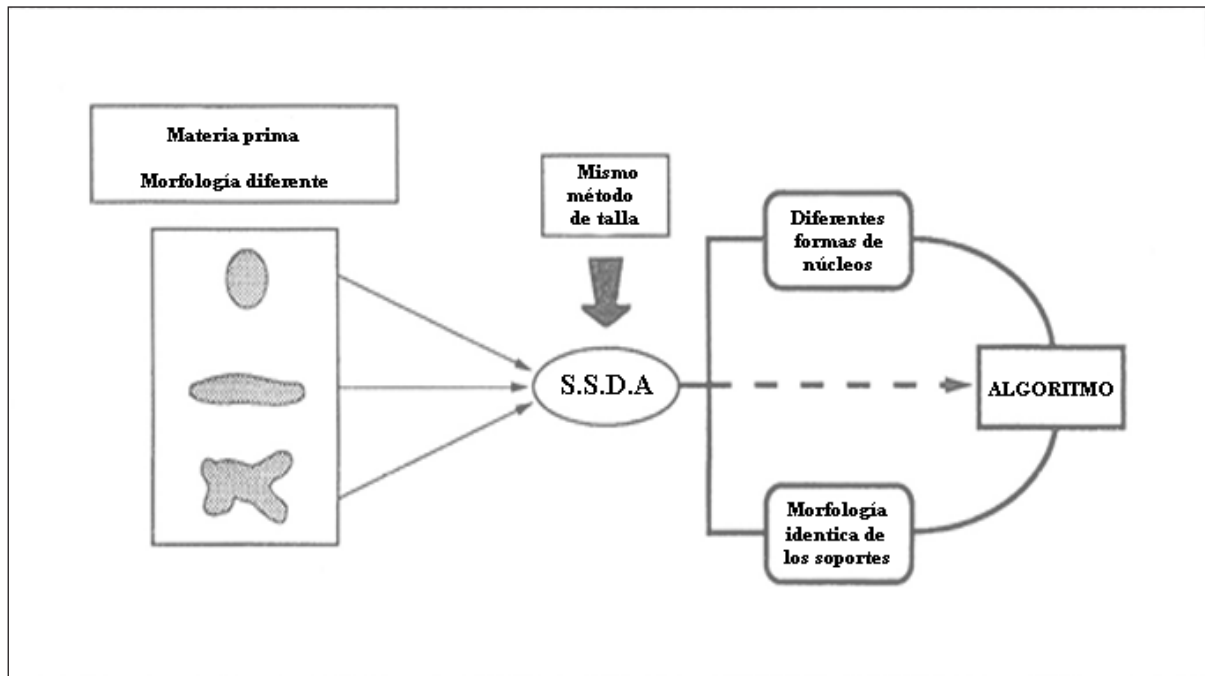 Materia prima
Morfología diferente
Mismo
método
de talla
S.S.D.A
Diferentes
formas de
núcleos
ALGORITMO
Morfología
identica de
los soportes